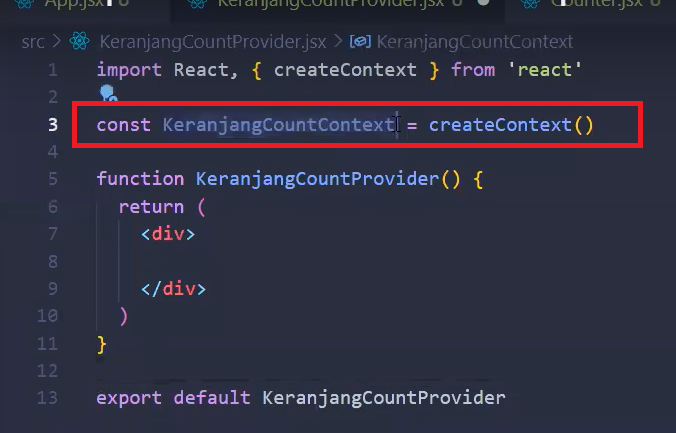 App.jsx U KeranjangCountProvider.jsx U Counter.jsx U
src > KeranjangCountProvider.jsx > KeranjangCountContext
1 import React, { createContext } from 'react'
2
3 const KeranjangCountContext = createContext()
4
5 function KeranjangCountProvider() {
6 return (
7 <div>
8
9 </div>
10 )
11 }
12
13 export default KeranjangCountProvider